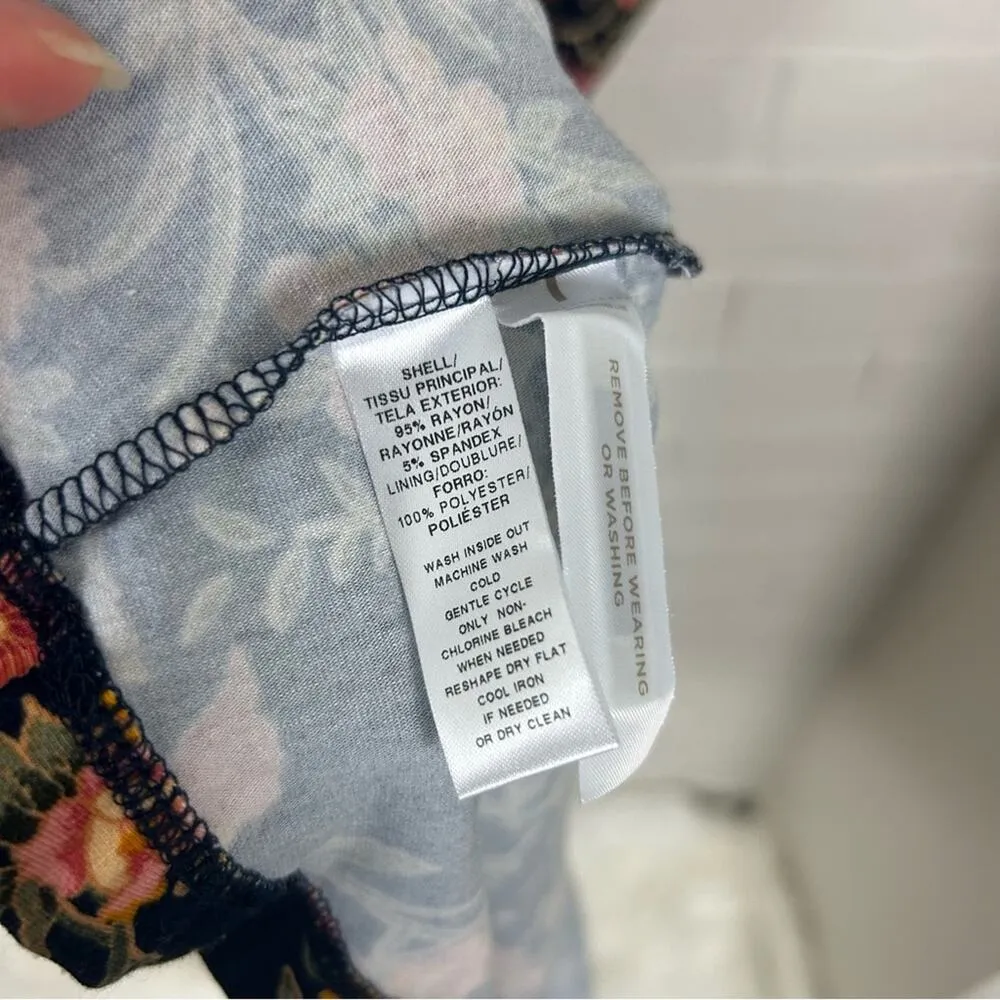 SHELL/
TISSU PRINCIPAL/
TELA EXTERIOR:
95% RAYON/
RAYONNE/RAYÓN
5% SPANDEX
LINING/DOUBLURE/
FORRO:
100% POLYESTER/
POLIÉSTER
WASH INSIDE OUT
MACHINE WASH
COLD
GENTLE CYCLE
ONLY NON-
CHLORINE BLEACH
WHEN NEEDED
RESHAPE DRY FLAT
COOL IRON
IF NEEDED
OR DRY CLEAN
REMOVE BEFORE WEARING
OR WASHING